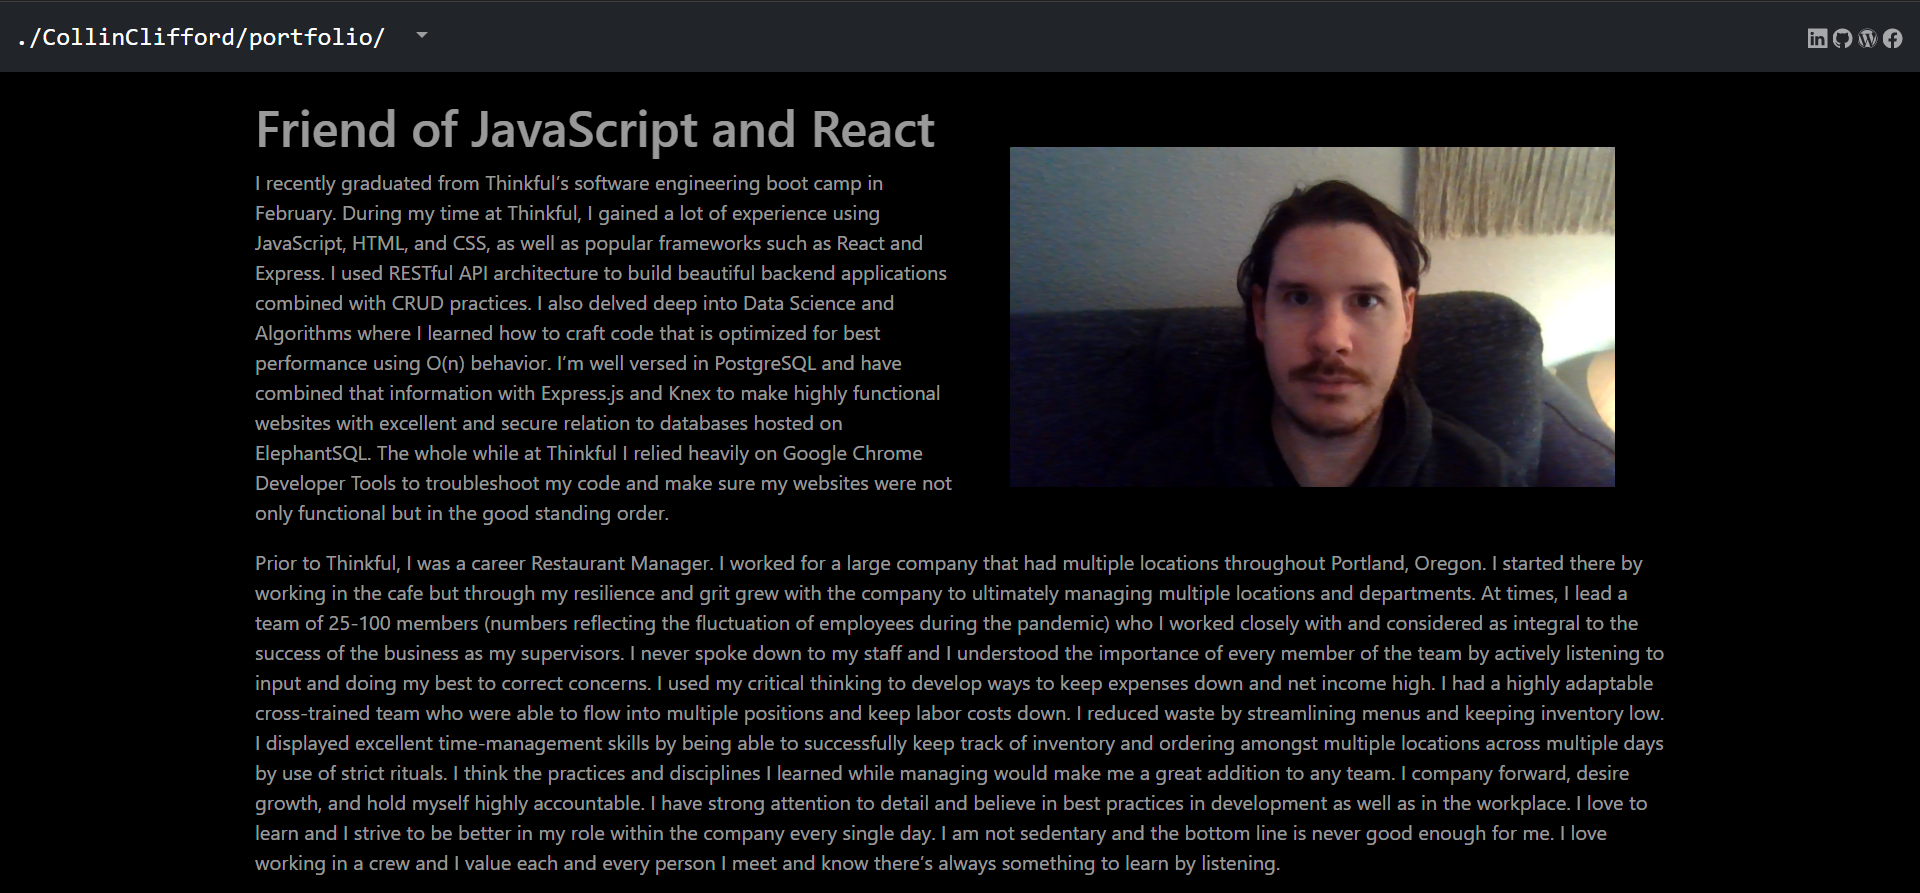 ./CollinClifford/portfolio/
Friend of JavaScript and React
I recently graduated from Thinkful’s software engineering boot camp in
February. During my time at Thinkful, I gained a lot of experience using
JavaScript, HTML, and CSS, as well as popular frameworks such as React and
Express. I used RESTful API architecture to build beautiful backend applications
combined with CRUD practices. I also delved deep into Data Science and
Algorithms where I learned how to craft code that is optimized for best
performance using O(n) behavior. I’m well versed in PostgreSQL and have
combined that information with Express.js and Knex to make highly functional
websites with excellent and secure relation to databases hosted on
ElephantSQL. The whole while at Thinkful I relied heavily on Google Chrome
Developer Tools to troubleshoot my code and make sure my websites were not
only functional but in the good standing order.
Prior to Thinkful, I was a career Restaurant Manager. I worked for a large company that had multiple locations throughout Portland, Oregon. I started there by
working in the cafe but through my resilience and grit grew with the company to ultimately managing multiple locations and departments. At times, I lead a
team of 25-100 members (numbers reflecting the fluctuation of employees during the pandemic) who I worked closely with and considered as integral to the
success of the business as my supervisors. I never spoke down to my staff and I understood the importance of every member of the team by actively listening to
input and doing my best to correct concerns. I used my critical thinking to develop ways to keep expenses down and net income high. I had a highly adaptable
cross-trained team who were able to flow into multiple positions and keep labor costs down. I reduced waste by streamlining menus and keeping inventory low.
I displayed excellent time-management skills by being able to successfully keep track of inventory and ordering amongst multiple locations across multiple days
by use of strict rituals. I think the practices and disciplines I learned while managing would make me a great addition to any team. I company forward, desire
growth, and hold myself highly accountable. I have strong attention to detail and believe in best practices in development as well as in the workplace. I love to
learn and I strive to be better in my role within the company every single day. I am not sedentary and the bottom line is never good enough for me. I love
working in a crew and I value each and every person I meet and know there’s always something to learn by listening.